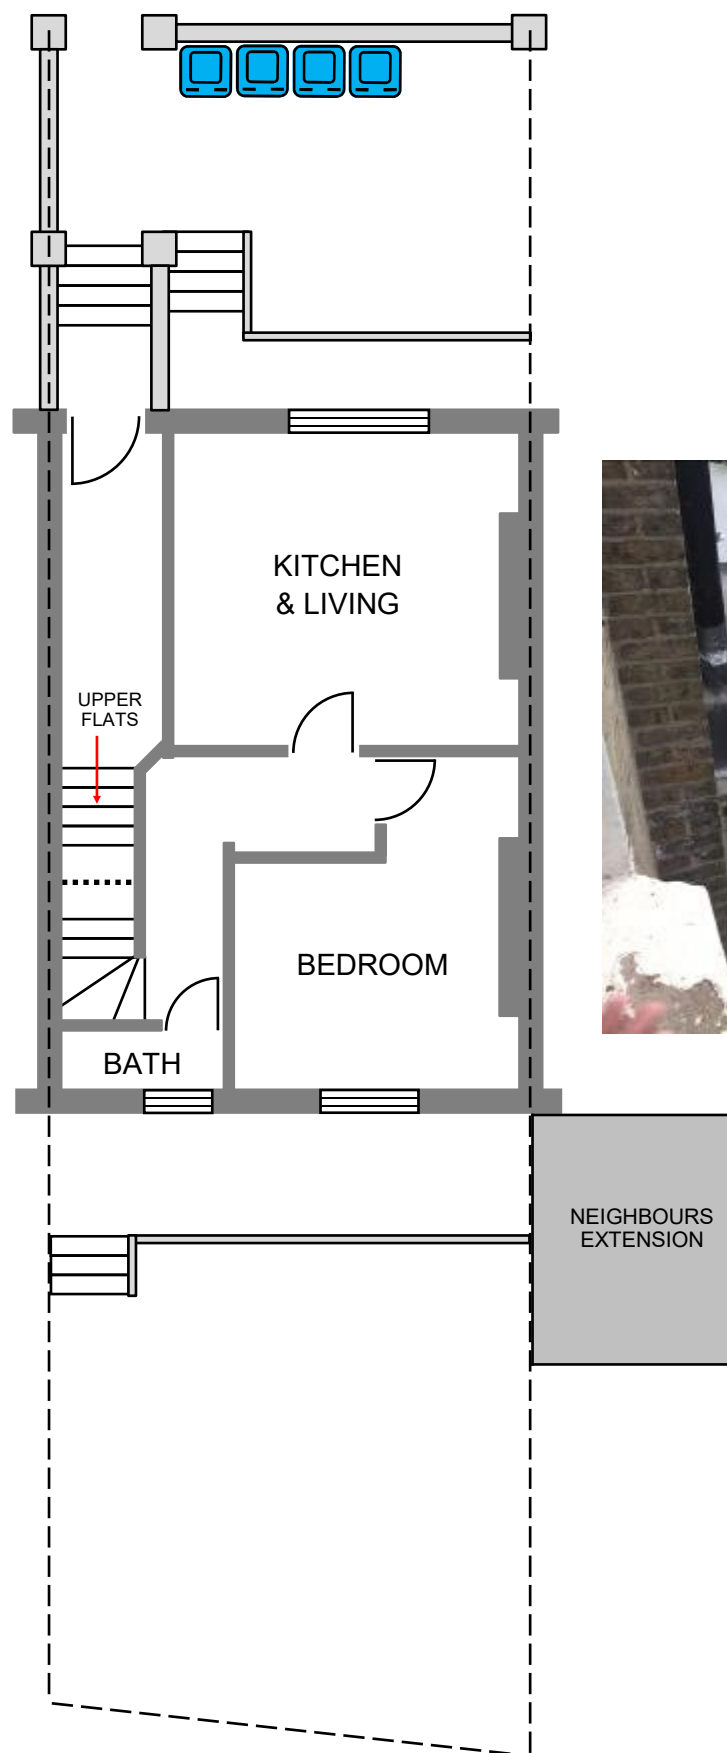 KITCHEN
& LIVING
UPPER
FLATS
BEDROOM
BATH
NEIGHBOURS
EXTENSION